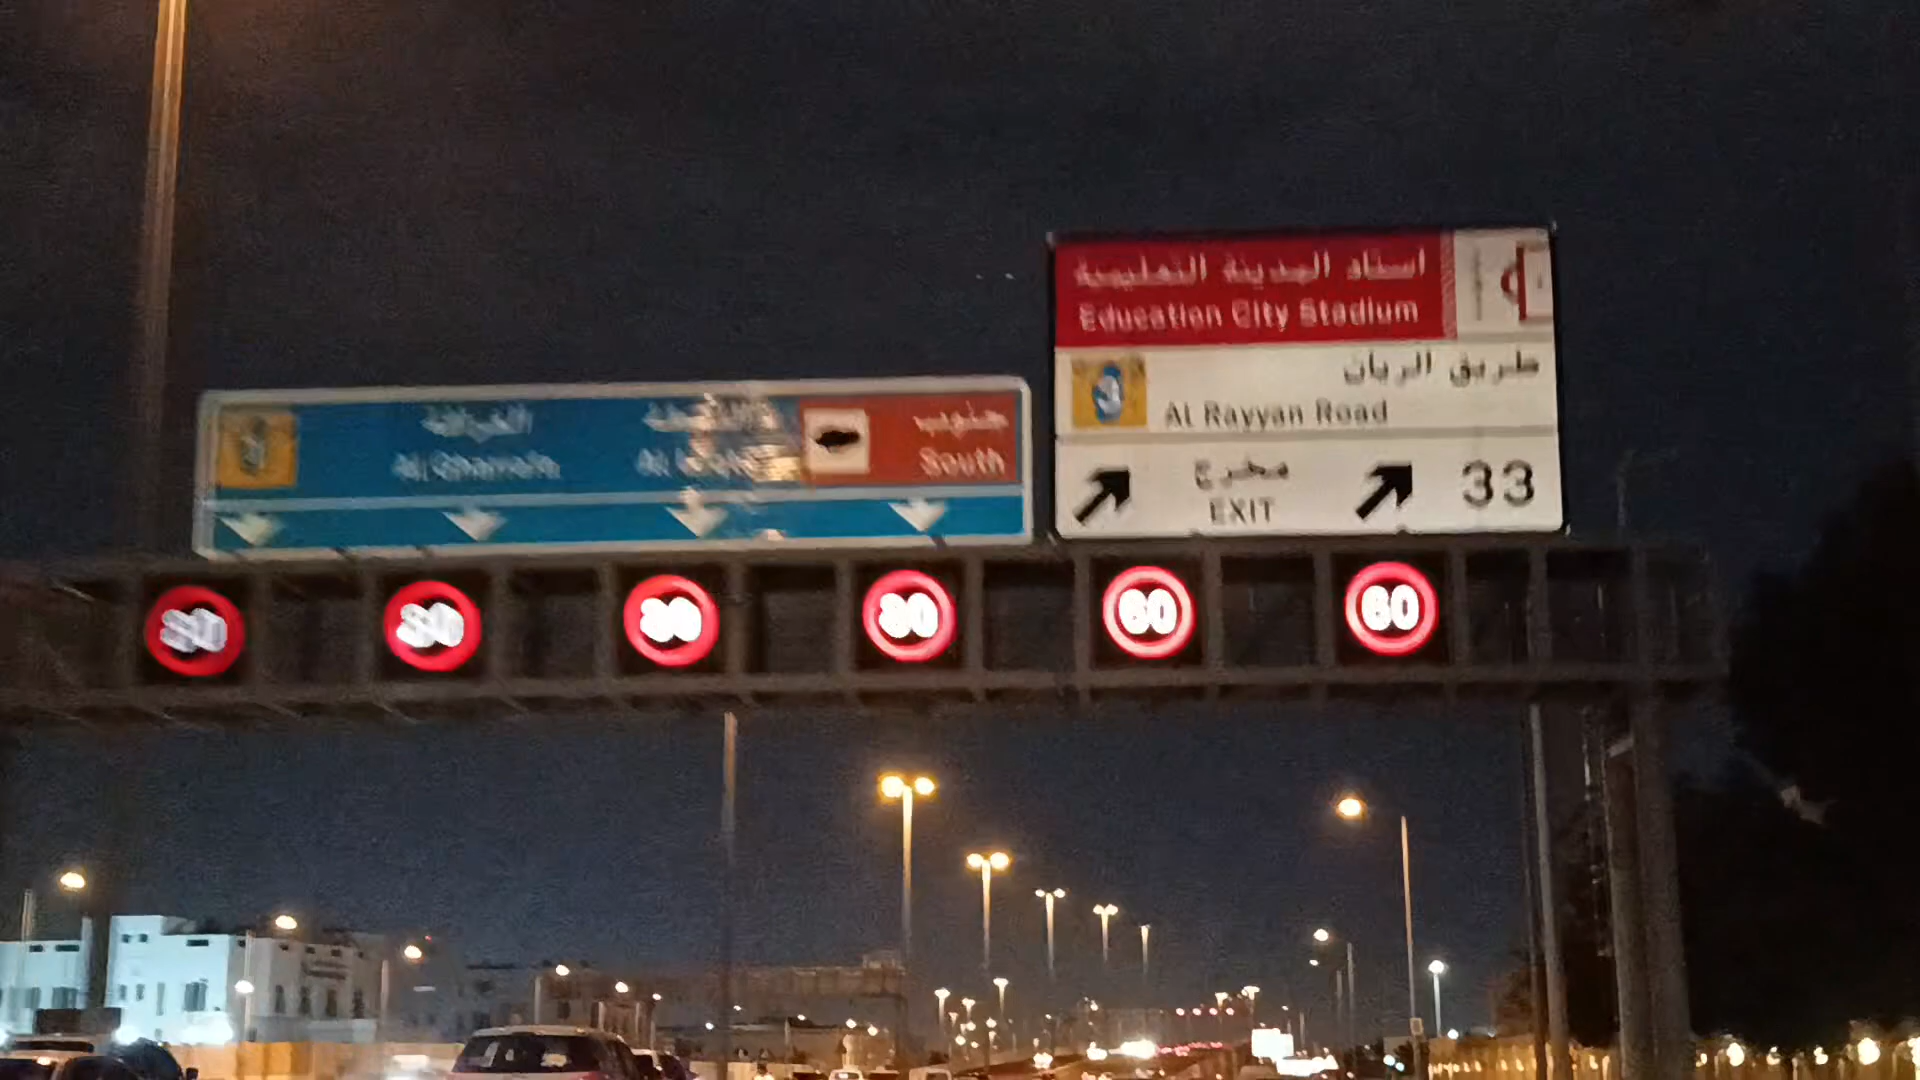 الغرافة
Al Gharrafa
جنوب
South
80
80
80
80
60
60
استاد المدينة التعليمية
Education City Stadium
طريق الريان
Al Rayyan Road
مخرج
EXIT
33